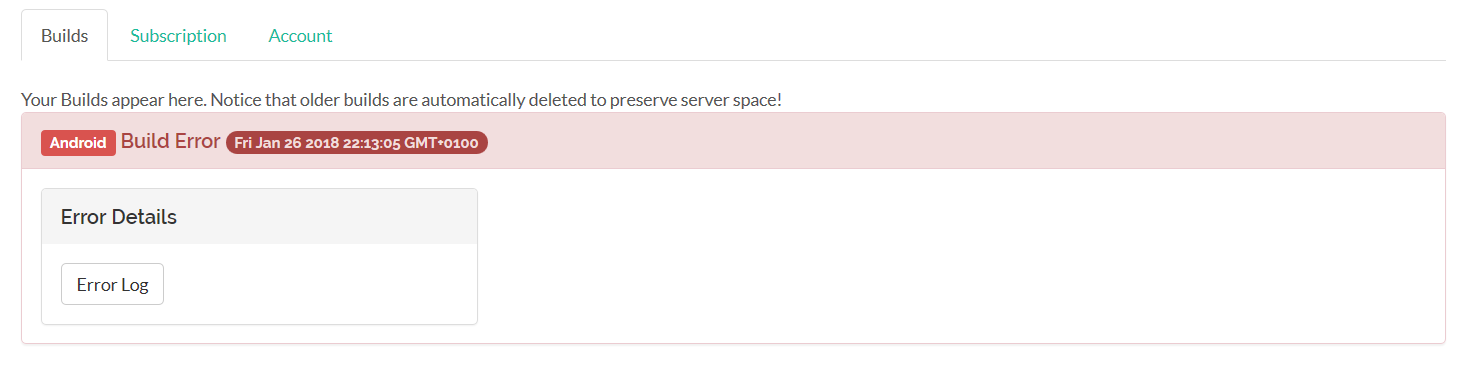 Builds Subscription Account
Your Builds appear here. Notice that older builds are automatically deleted to preserve server space!
Android Build Error Fri Jan 26 2018 22:13:05 GMT+0100
Error Details
Error Log